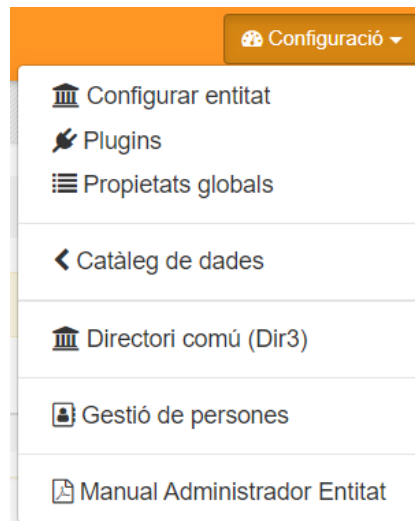 Configuració
Configurar entitat
Plugins
Propietats globals
Catàleg de dades
Directori comú (Dir3)
Gestió de persones
Manual Administrador Entitat